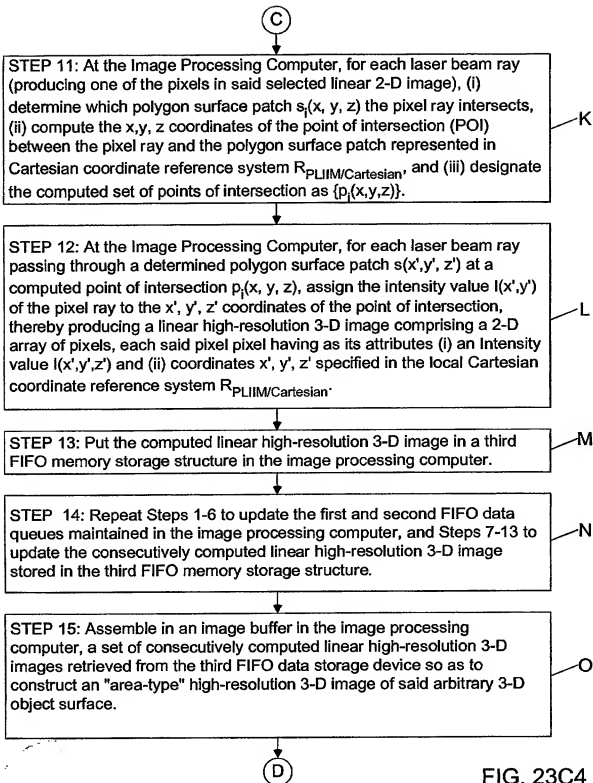 C
STEP 11: At the Image Processing Computer, for each laser beam ray
(producing one of the pixels in said selected linear 2-D image), (i)
determine which polygon surface patch si(x, y, z) the pixel ray intersects,
(ii) compute the x,y, z coordinates of the point of intersection (POI)
between the pixel ray and the polygon surface patch represented in
Cartesian coordinate reference system RPLIIM/Cartesian, and (iii) designate
the computed set of points of intersection as {pi(x,y,z)}.
K
STEP 12: At the Image Processing Computer, for each laser beam ray
passing through a determined polygon surface patch s(x',y', z') at a
computed point of intersection pi(x, y, z), assign the intensity value I(x',y')
of the pixel ray to the x', y', z' coordinates of the point of intersection,
thereby producing a linear high-resolution 3-D image comprising a 2-D
array of pixels, each said pixel pixel having as its attributes (i) an Intensity
value I(x',y',z') and (ii) coordinates x', y', z' specified in the local Cartesian
coordinate reference system RPLIIM/Cartesian.
L
STEP 13: Put the computed linear high-resolution 3-D image in a third
FIFO memory storage structure in the image processing computer.
M
STEP 14: Repeat Steps 1-6 to update the first and second FIFO data
queues maintained in the image processing computer, and Steps 7-13 to
update the consecutively computed linear high-resolution 3-D image
stored in the third FIFO memory storage structure.
N
STEP 15: Assemble in an image buffer in the image processing
computer, a set of consecutively computed linear high-resolution 3-D
images retrieved from the third FIFO data storage device so as to
construct an "area-type" high-resolution 3-D image of said arbitrary 3-D
object surface.
O
D
FIG. 23C4